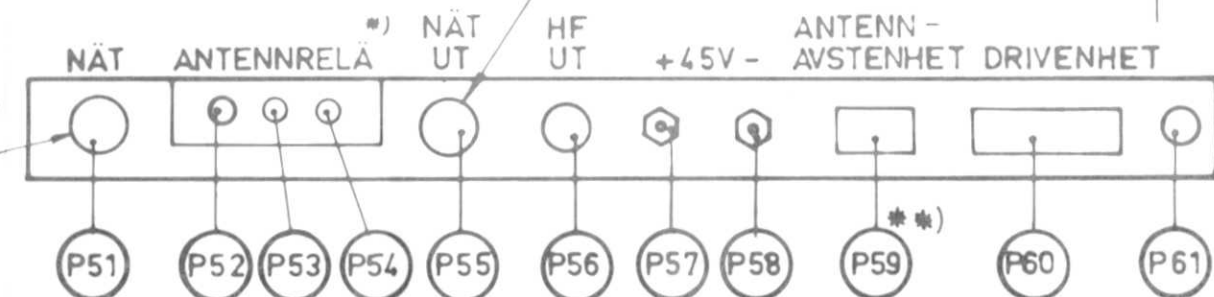 NÄT
ANTENNRELÄ
*) NÄT
UT
HF
UT
+45V-
ANTENN-
AVSTENHET
DRIVENHET
**)
P51
P52
P53
P54
P55
P56
P57
P58
P59
P60
P61